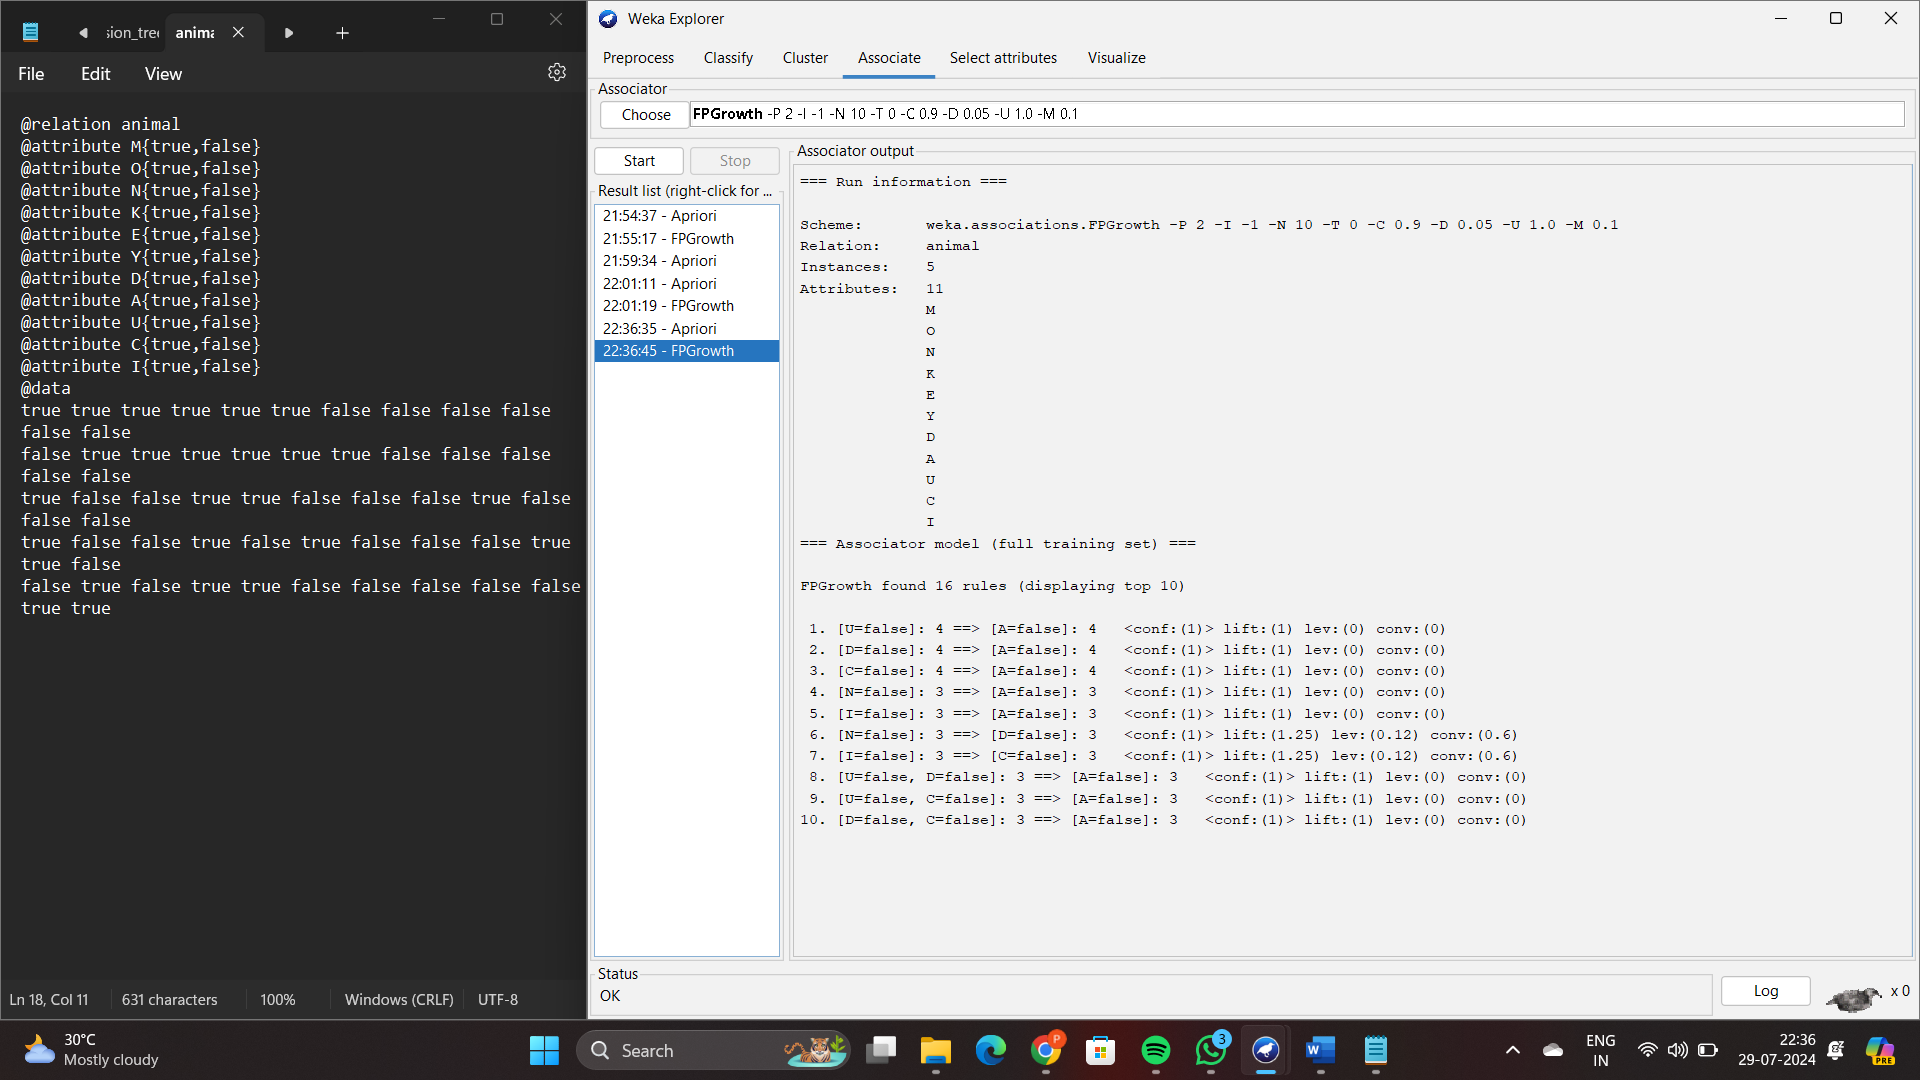 ision_tree
anima
File Edit View
@relation animal
@attribute M{true,false}
@attribute O{true,false}
@attribute N{true,false}
@attribute K{true,false}
@attribute E{true,false}
@attribute Y{true,false}
@attribute D{true,false}
@attribute A{true,false}
@attribute U{true,false}
@attribute C{true,false}
@attribute I{true,false}
@data
true true true true true true false false false false
false false
false true true true true true true false false false
false false
true false false true true false false false true false
false false
true false false true false true false false false true
true false
false true false true true false false false false false
true true
Ln 18, Col 11 631 characters 100% Windows (CRLF) UTF-8
Weka Explorer
Preprocess Classify Cluster Associate Select attributes Visualize
Associator
Choose FPGrowth -P 2 -I -1 -N 10 -T 0 -C 0.9 -D 0.05 -U 1.0 -M 0.1
Start Stop
Result list (right-click for ...
21:54:37 - Apriori
21:55:17 - FPGrowth
21:59:34 - Apriori
22:01:11 - Apriori
22:01:19 - FPGrowth
22:36:35 - Apriori
22:36:45 - FPGrowth
Associator output
=== Run information ===
Scheme: weka.associations.FPGrowth -P 2 -I -1 -N 10 -T 0 -C 0.9 -D 0.05 -U 1.0 -M 0.1
Relation: animal
Instances: 5
Attributes: 11
M
O
N
K
E
Y
D
A
U
C
I
=== Associator model (full training set) ===
FPGrowth found 16 rules (displaying top 10)
1. [U=false]: 4 ==> [A=false]: 4 <conf:(1)> lift:(1) lev:(0) conv:(0)
2. [D=false]: 4 ==> [A=false]: 4 <conf:(1)> lift:(1) lev:(0) conv:(0)
3. [C=false]: 4 ==> [A=false]: 4 <conf:(1)> lift:(1) lev:(0) conv:(0)
4. [N=false]: 3 ==> [A=false]: 3 <conf:(1)> lift:(1) lev:(0) conv:(0)
5. [I=false]: 3 ==> [A=false]: 3 <conf:(1)> lift:(1) lev:(0) conv:(0)
6. [N=false]: 3 ==> [D=false]: 3 <conf:(1)> lift:(1.25) lev:(0.12) conv:(0.6)
7. [I=false]: 3 ==> [C=false]: 3 <conf:(1)> lift:(1.25) lev:(0.12) conv:(0.6)
8. [U=false, D=false]: 3 ==> [A=false]: 3 <conf:(1)> lift:(1) lev:(0) conv:(0)
9. [U=false, C=false]: 3 ==> [A=false]: 3 <conf:(1)> lift:(1) lev:(0) conv:(0)
10. [D=false, C=false]: 3 ==> [A=false]: 3 <conf:(1)> lift:(1) lev:(0) conv:(0)
Status
OK
Log
x 0
30°C
Mostly cloudy
Search
P
3
W
ENG
IN
22:36
29-07-2024
PRE